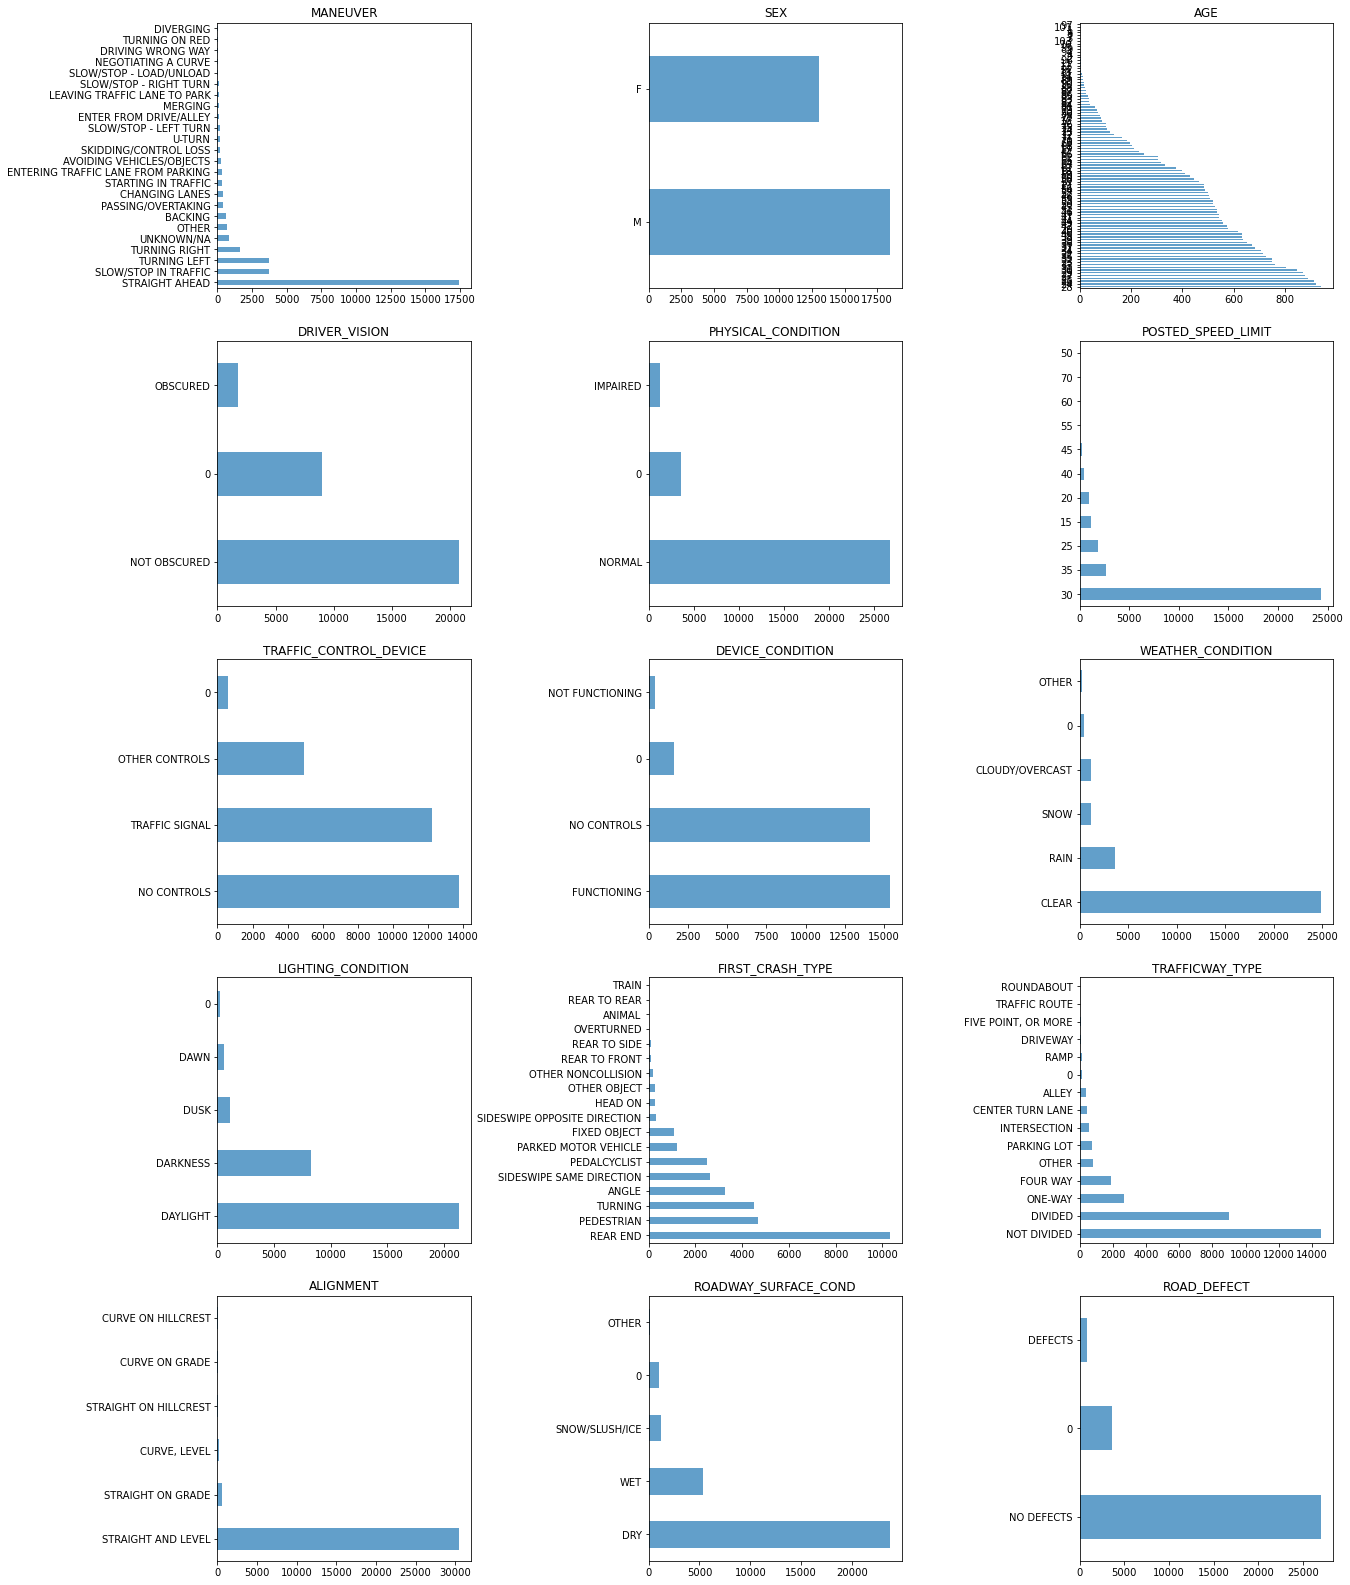 MANEUVER
DIVERGING
TURNING ON RED
DRIVING WRONG WAY
NEGOTIATING A CURVE
SLOW/STOP - LOAD/UNLOAD
SLOW/STOP - RIGHT TURN
LEAVING TRAFFIC LANE TO PARK
MERGING
ENTER FROM DRIVE/ALLEY
SLOW/STOP - LEFT TURN
U-TURN
SKIDDING/CONTROL LOSS
AVOIDING VEHICLES/OBJECTS
ENTERING TRAFFIC LANE FROM PARKING
STARTING IN TRAFFIC
CHANGING LANES
PASSING/OVERTAKING
BACKING
OTHER
UNKNOWN/NA
TURNING RIGHT
TURNING LEFT
SLOW/STOP IN TRAFFIC
STRAIGHT AHEAD
0 2500 5000 7500 10000 12500 15000 17500
SEX
F
M
0 2500 5000 7500 10000 12500 15000 17500
AGE
0 200 400 600 800
DRIVER_VISION
OBSCURED
0
NOT OBSCURED
0 5000 10000 15000 20000
PHYSICAL_CONDITION
IMPAIRED
0
NORMAL
0 5000 10000 15000 20000 25000
POSTED_SPEED_LIMIT
50
70
60
55
45
40
20
15
25
35
30
0 5000 10000 15000 20000 25000
TRAFFIC_CONTROL_DEVICE
0
OTHER CONTROLS
TRAFFIC SIGNAL
NO CONTROLS
0 2000 4000 6000 8000 10000 12000 14000
DEVICE_CONDITION
NOT FUNCTIONING
0
NO CONTROLS
FUNCTIONING
0 2500 5000 7500 10000 12500 15000
WEATHER_CONDITION
OTHER
0
CLOUDY/OVERCAST
SNOW
RAIN
CLEAR
0 5000 10000 15000 20000 25000
LIGHTING_CONDITION
0
DAWN
DUSK
DARKNESS
DAYLIGHT
0 5000 10000 15000 20000
FIRST_CRASH_TYPE
TRAIN
REAR TO REAR
ANIMAL
OVERTURNED
REAR TO SIDE
REAR TO FRONT
OTHER NONCOLLISION
OTHER OBJECT
HEAD ON
SIDESWIPE OPPOSITE DIRECTION
FIXED OBJECT
PARKED MOTOR VEHICLE
PEDALCYCLIST
SIDESWIPE SAME DIRECTION
ANGLE
TURNING
PEDESTRIAN
REAR END
0 2000 4000 6000 8000 10000
TRAFFICWAY_TYPE
ROUNDABOUT
TRAFFIC ROUTE
FIVE POINT, OR MORE
DRIVEWAY
RAMP
0
ALLEY
CENTER TURN LANE
INTERSECTION
PARKING LOT
OTHER
FOUR WAY
ONE-WAY
DIVIDED
NOT DIVIDED
0 2000 4000 6000 8000 10000 12000 14000
ALIGNMENT
CURVE ON HILLCREST
CURVE ON GRADE
STRAIGHT ON HILLCREST
CURVE, LEVEL
STRAIGHT ON GRADE
STRAIGHT AND LEVEL
0 5000 10000 15000 20000 25000 30000
ROADWAY_SURFACE_COND
OTHER
0
SNOW/SLUSH/ICE
WET
DRY
0 5000 10000 15000 20000
ROAD_DEFECT
DEFECTS
0
NO DEFECTS
0 5000 10000 15000 20000 25000